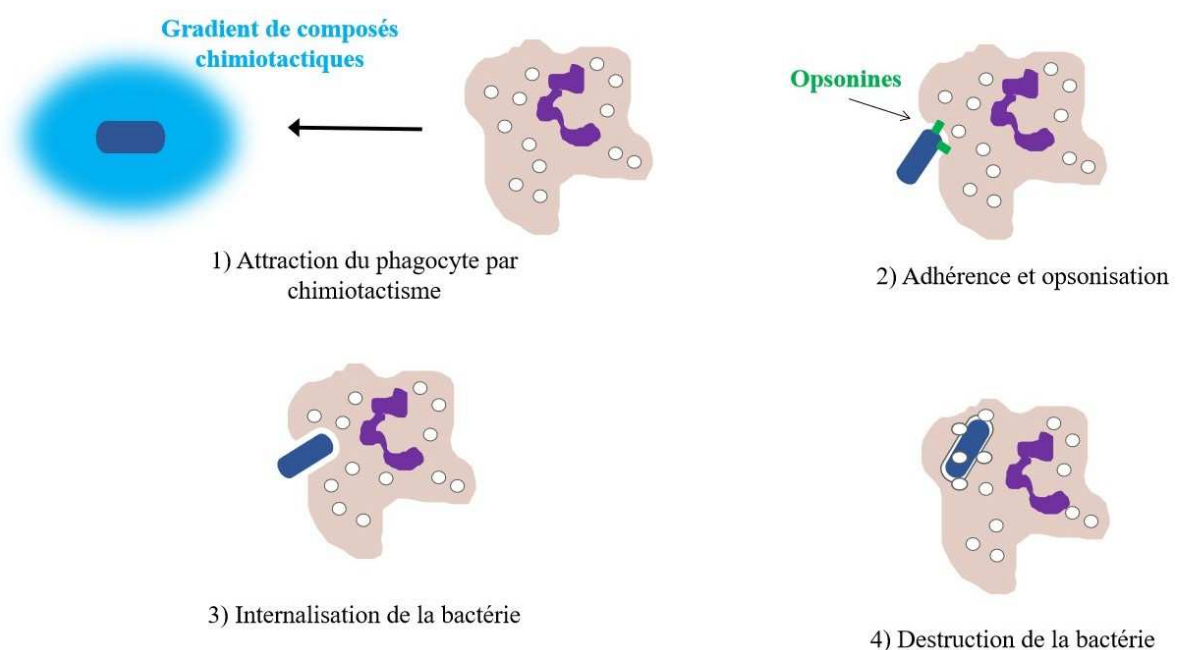 Gradient de composés
chimiotactiques
1) Attraction du phagocyte par
chimiotactisme
Opsonines
2) Adhérence et opsonisation
3) Internalisation de la bactérie
4) Destruction de la bactérie